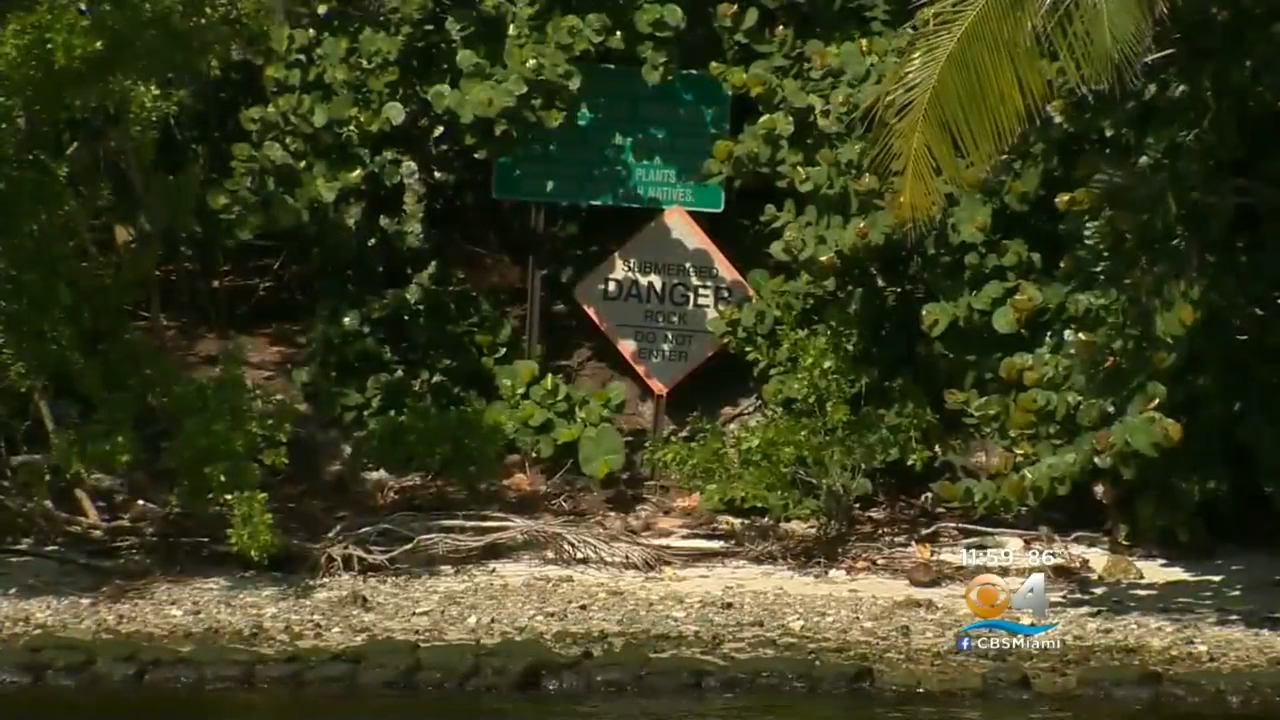 PLANTS
NATIVES.
SUBMERGED
DANGER
ROCK
DO NOT
ENTER
11:59 86°
4
CBSMiami